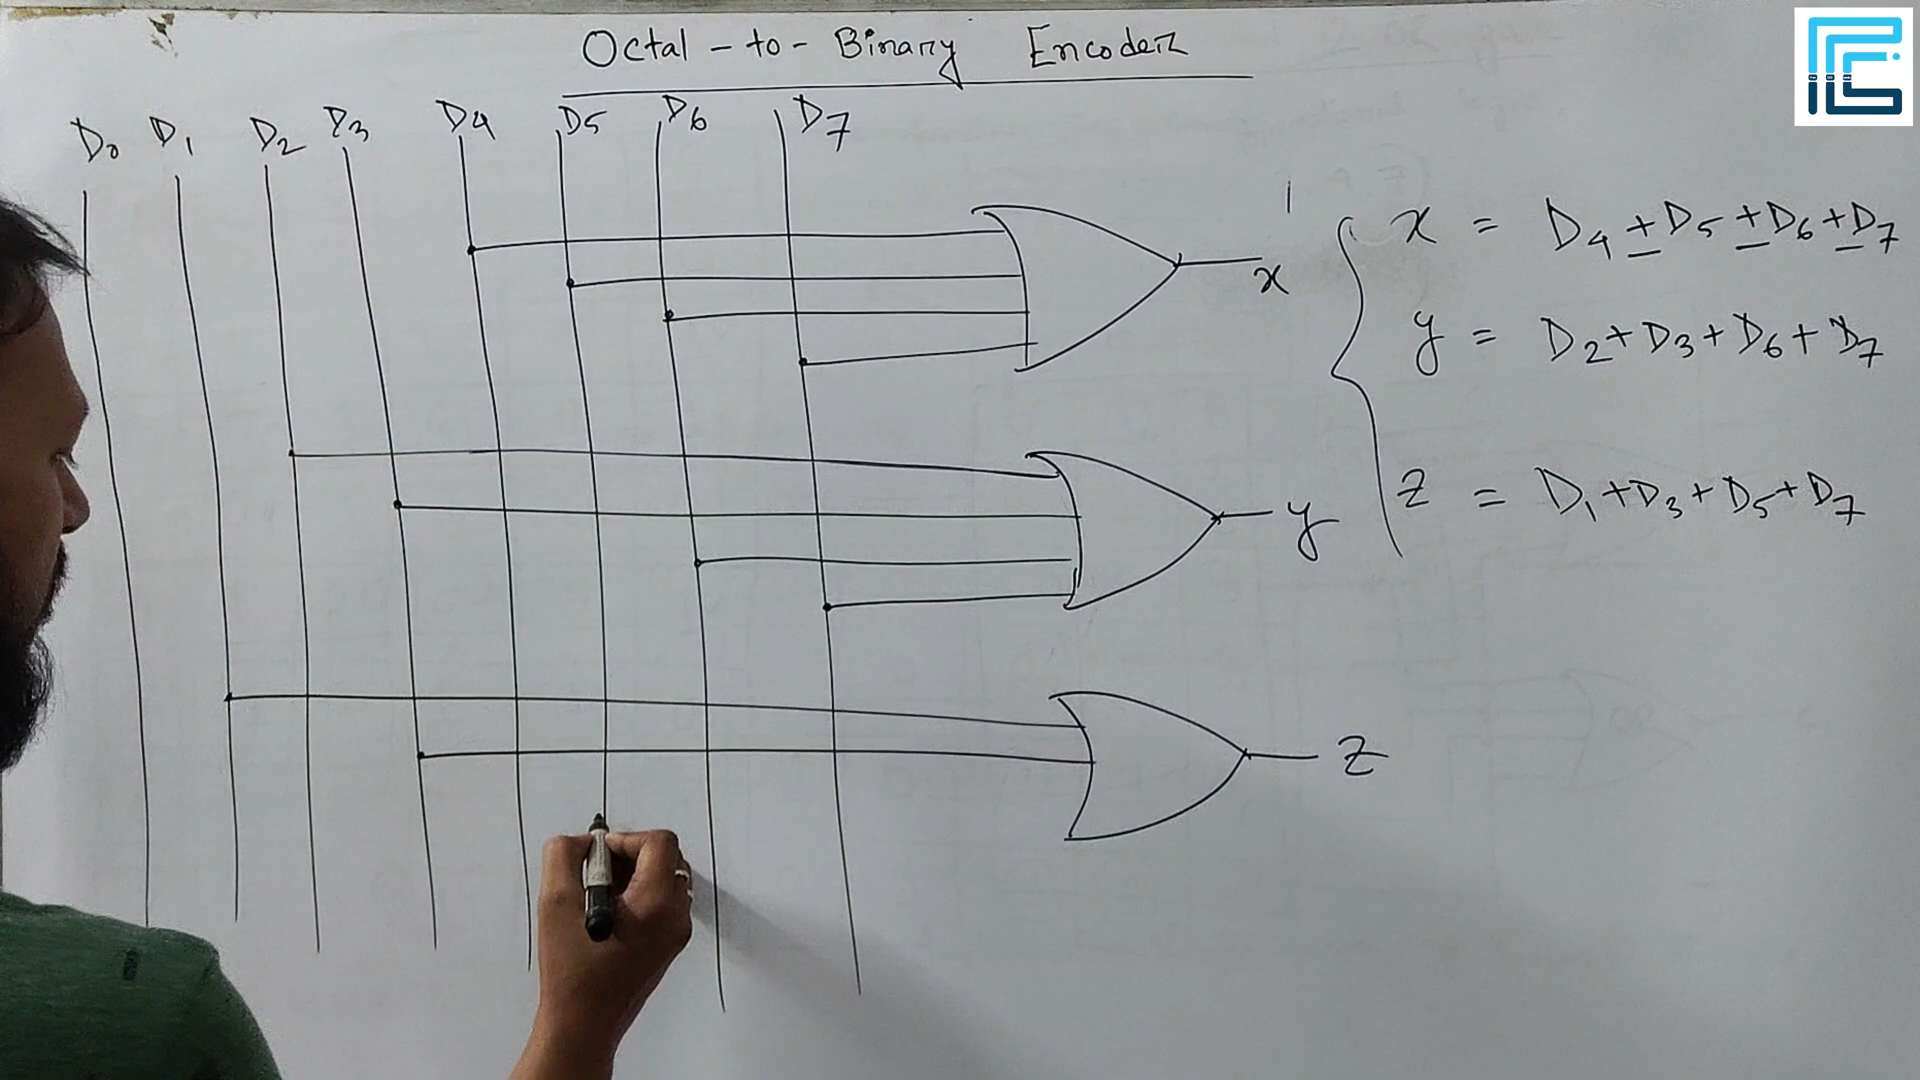 Octal - to - Binary Encoder
D₀ D₁ D₂ D₃ D₄ D₅ D₆ D₇
x = D₄ + D₅ + D₆ + D₇
x
y = D₂ + D₃ + D₆ + D₇
y
z = D₁ + D₃ + D₅ + D₇
z